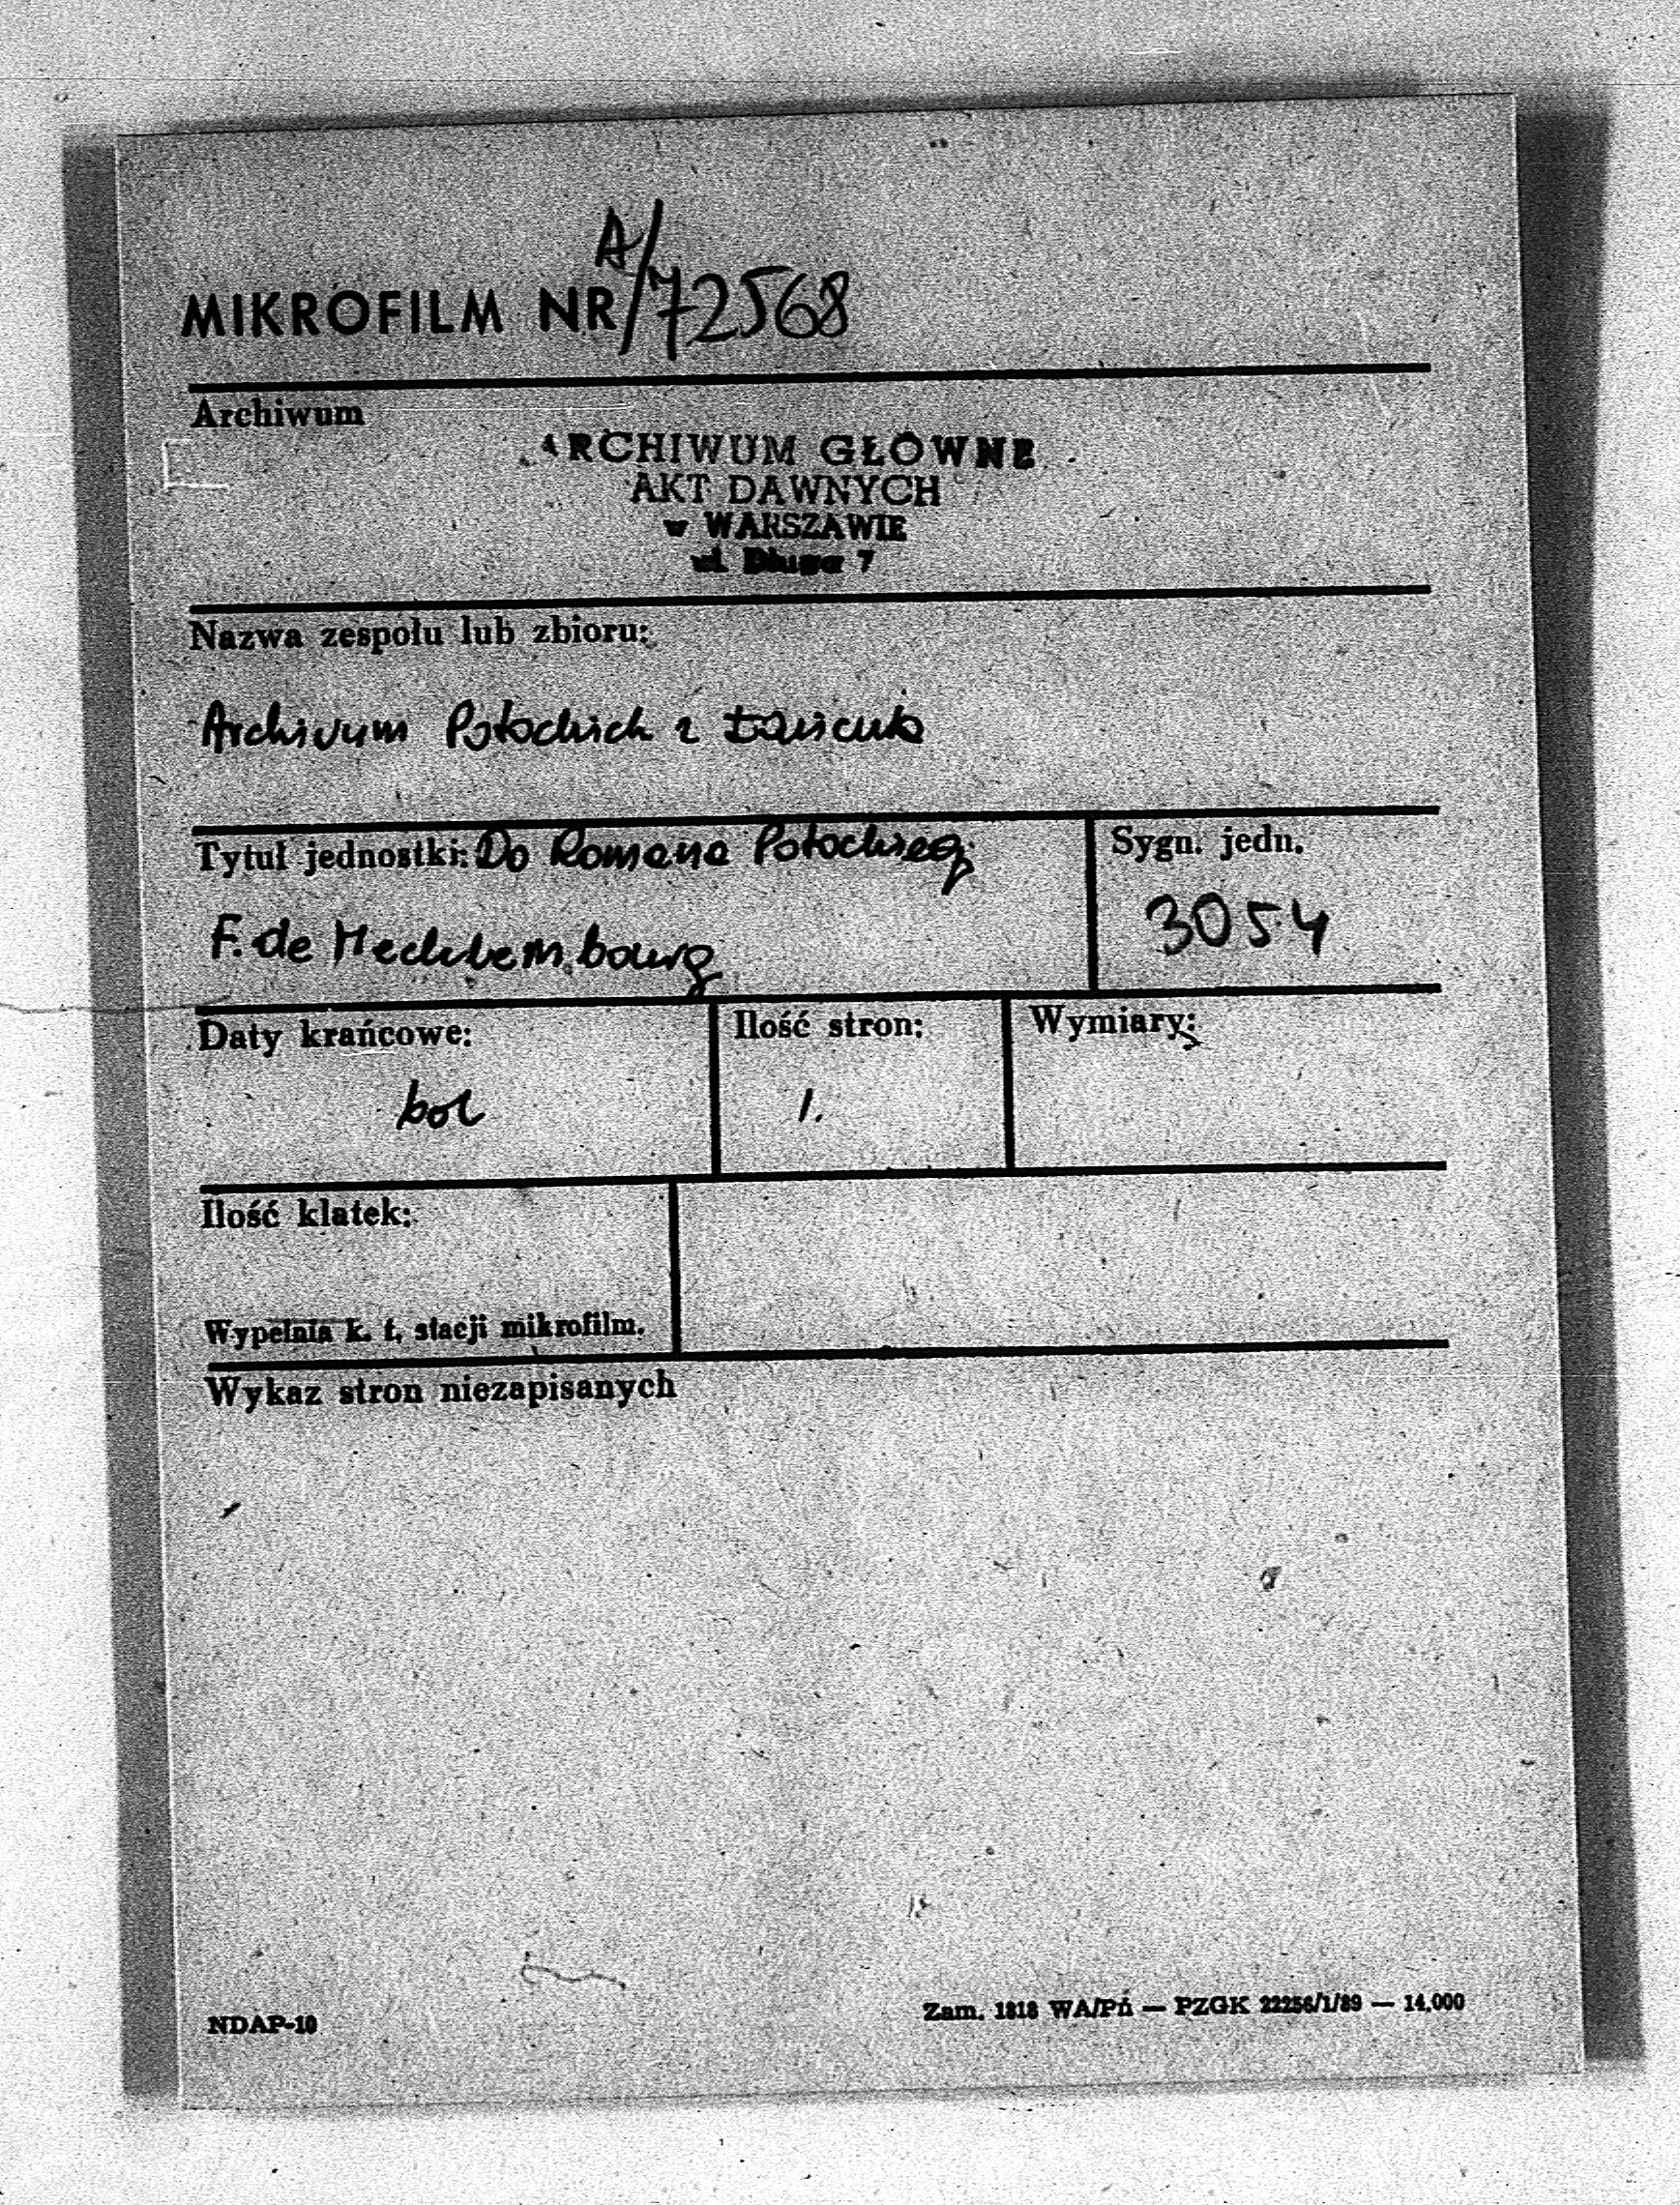 MIKROFILM NR A/72568
Archiwum
ARCHIWUM GŁÓWNE
AKT DAWNYCH
w WARSZAWIE
ul. Długa 7
Nazwa zespołu lub zbioru:
Archiwum Potockich z Łańcuta
Tytuł jednostki: Do Romana Potockiego
F. de Mecklembourg
Sygn. jedn.
3054
Daty krańcowe:
Ilość stron:
1.
Wymiary:
Ilość klatek:
Wypełnia k. t. stacji mikrofilm.
Wykaz stron niezapisanych
NDAP-10
Zam. 1818 WA/Pń — PZGK 22256/1/89 — 14.000